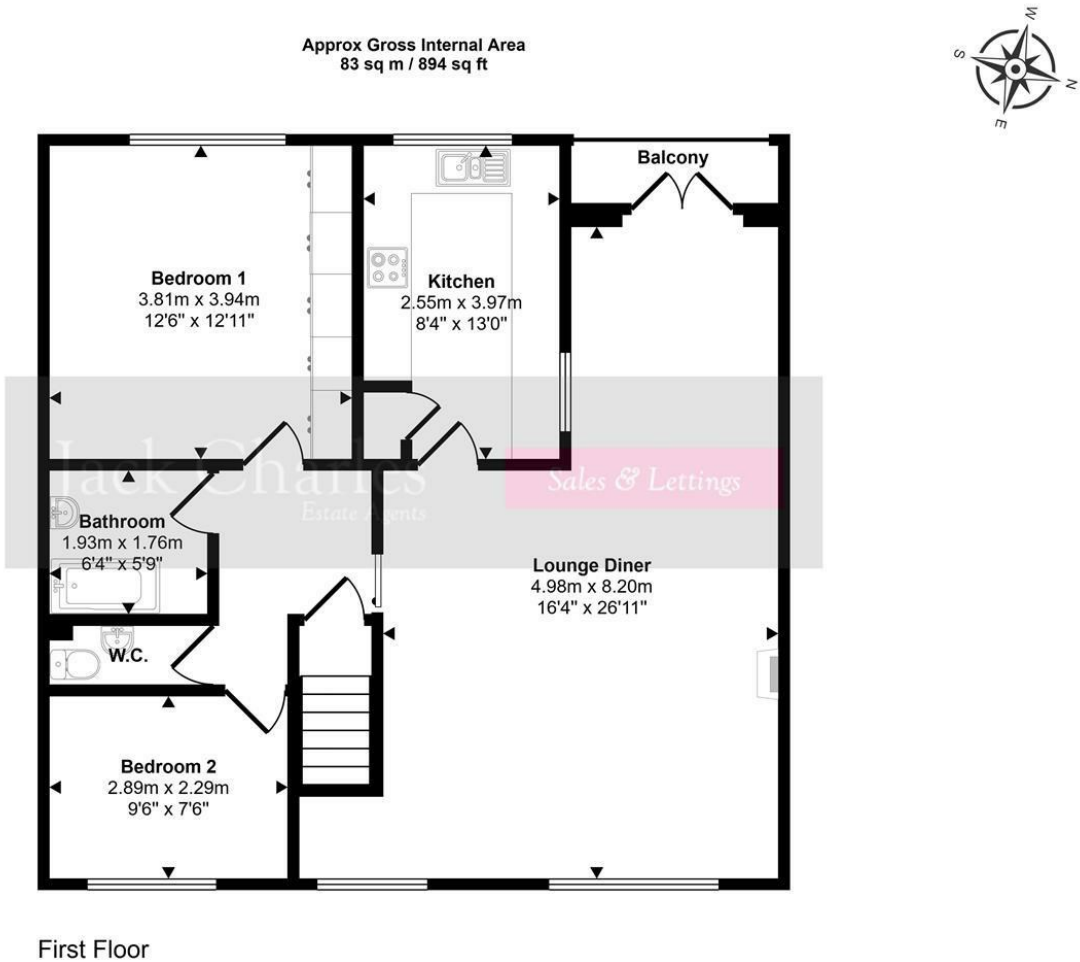 Approx Gross Internal Area
83 sq m / 894 sq ft
W
S
N
E
Balcony
Bedroom 1
3.81m x 3.94m
12'6" x 12'11"
Kitchen
2.55m x 3.97m
8'4" x 13'0"
Jack Charles
Estate Agents
Sales & Lettings
Bathroom
1.93m x 1.76m
6'4" x 5'9"
Lounge Diner
4.98m x 8.20m
16'4" x 26'11"
W.C.
Bedroom 2
2.89m x 2.29m
9'6" x 7'6"
First Floor